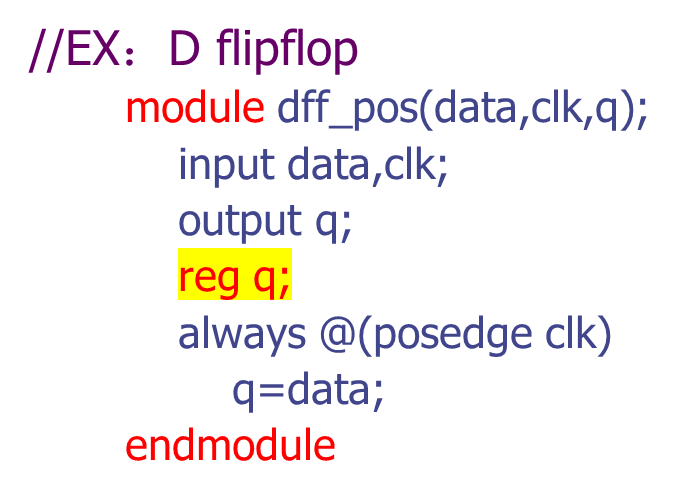 //EX：D flipflop
module dff_pos(data,clk,q);
input data,clk;
output q;
reg q;
always @(posedge clk)
q=data;
endmodule